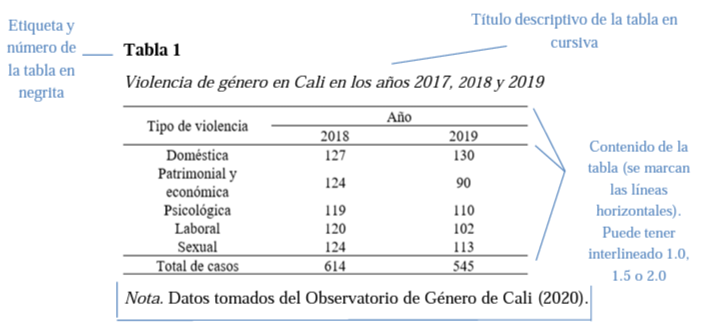 Etiqueta y
número de
la tabla en
negrita
Título descriptivo de la tabla en
cursiva
Tabla 1
Violencia de género en Cali en los años 2017, 2018 y 2019
Tipo de violencia Año
2018 2019
Doméstica 127 130
Patrimonial y
económica 124 90
Psicológica 119 110
Laboral 120 102
Sexual 124 113
Total de casos 614 545
Contenido de la
tabla (se marcan
las líneas
horizontales).
Puede tener
interlineado 1.0,
1.5 o 2.0
Nota. Datos tomados del Observatorio de Género de Cali (2020).